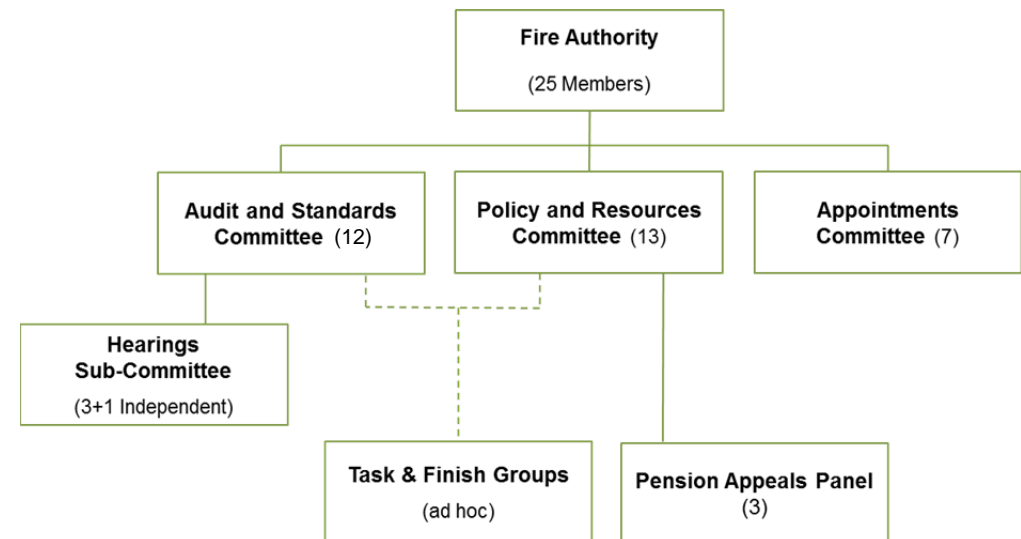 Fire Authority
(25 Members)
Audit and Standards
Committee (12)
Policy and Resources
Committee (13)
Appointments
Committee (7)
Hearings
Sub-Committee
(3+1 Independent)
Task & Finish Groups
(ad hoc)
Pension Appeals Panel
(3)